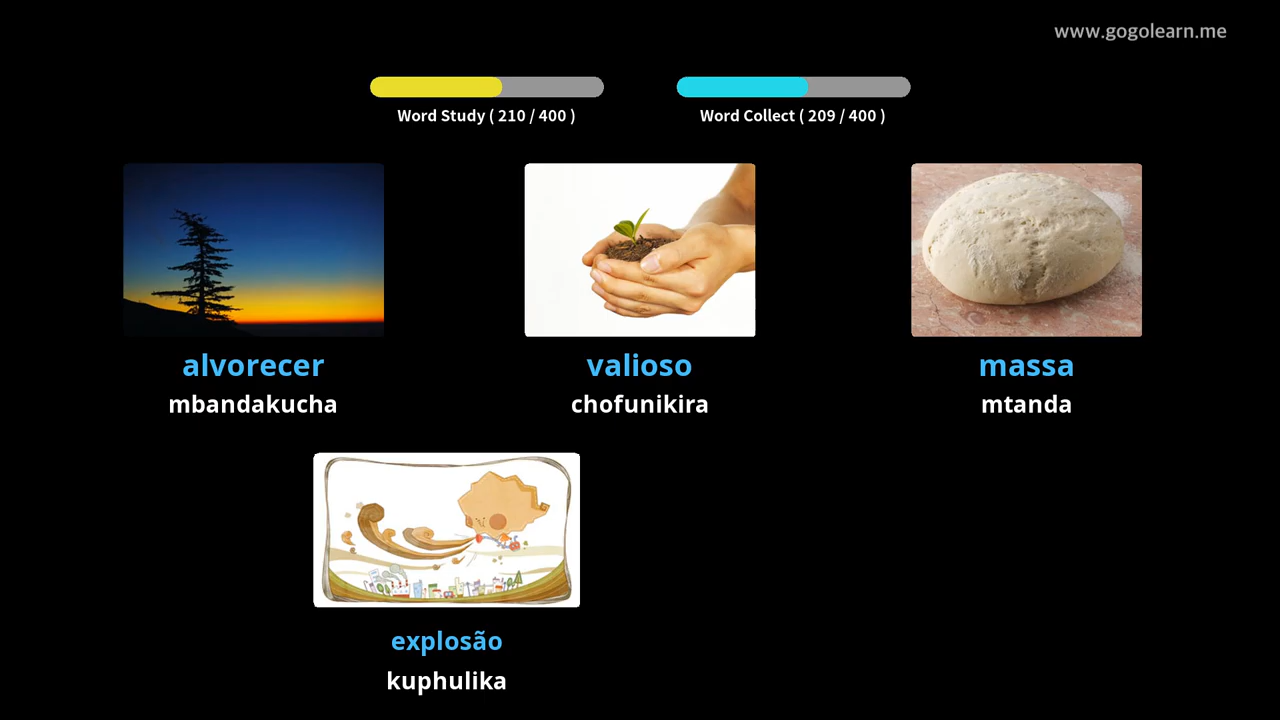 www.gogolearn.me
Word Study ( 210 / 400 )
Word Collect ( 209 / 400 )
alvorecer
mbandakucha
valioso
chofunikira
massa
mtanda
explosão
kuphulika